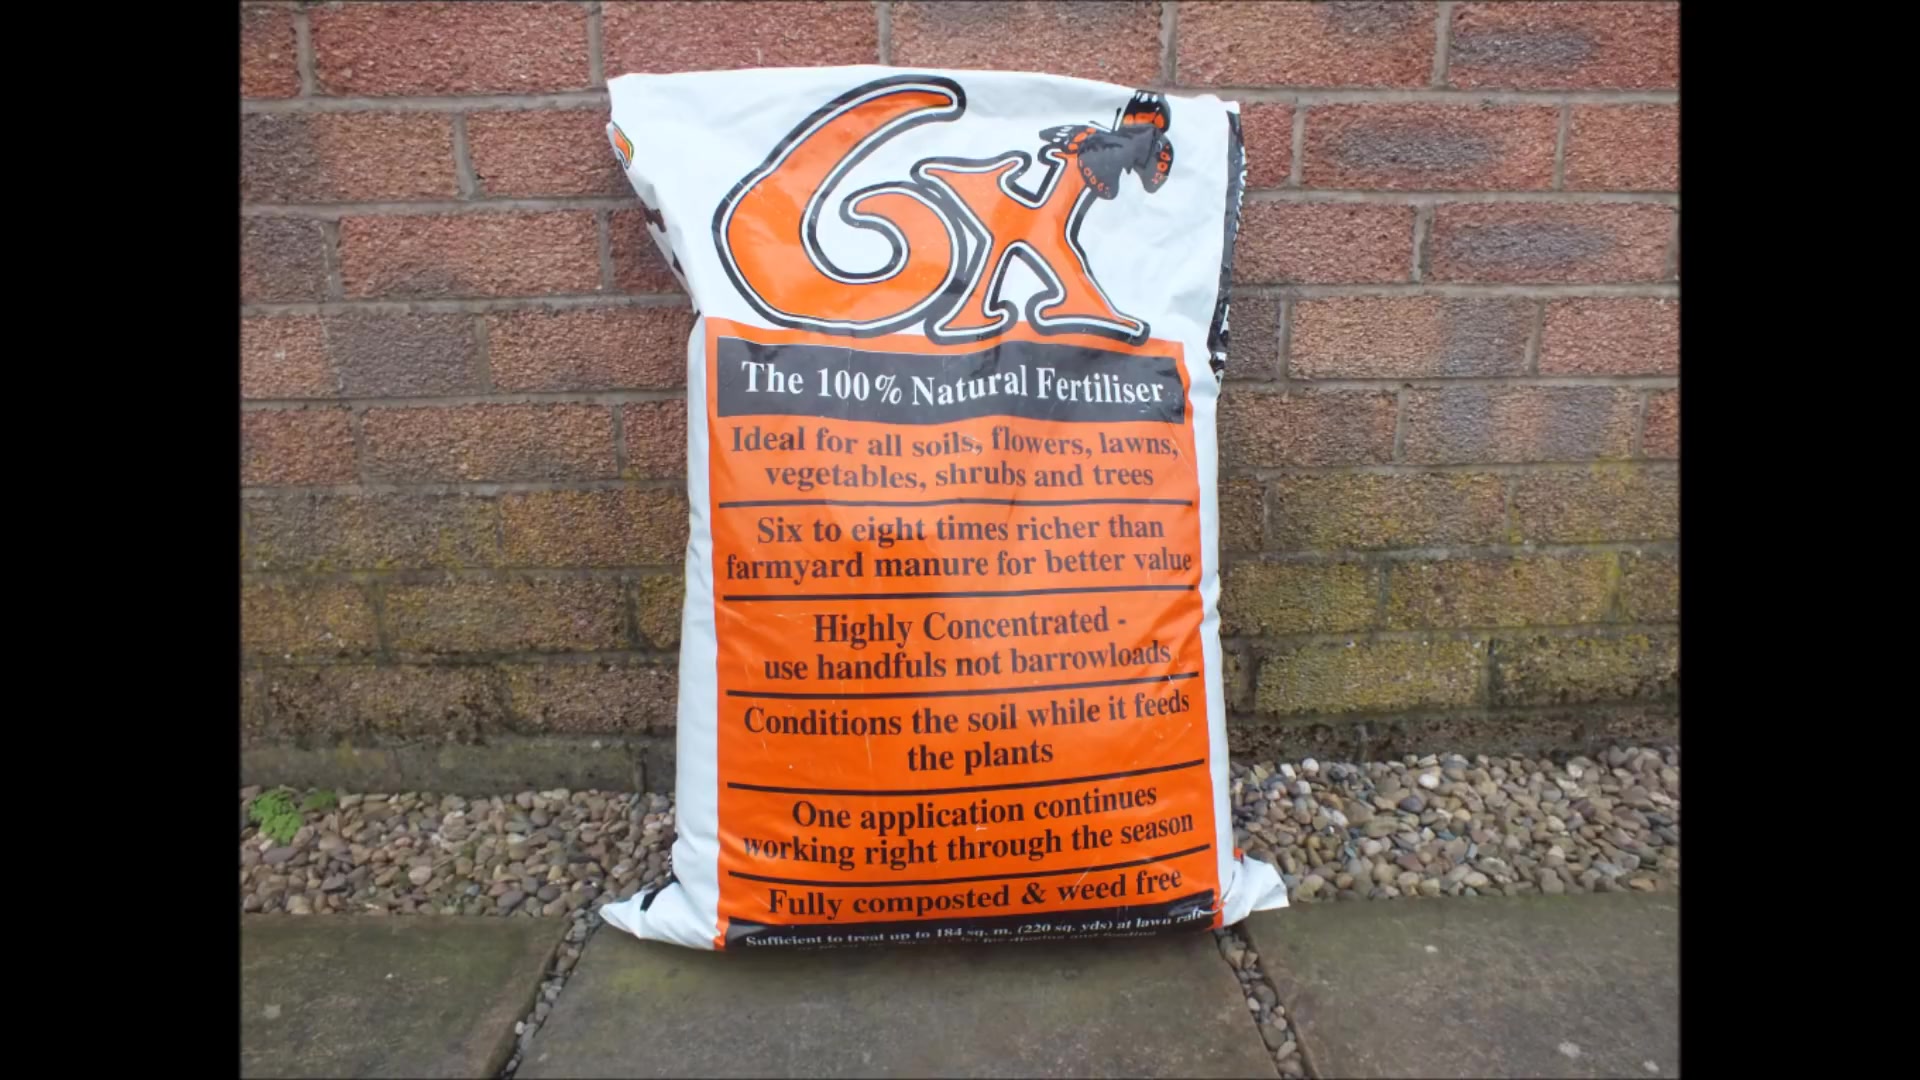 6X
The 100% Natural Fertiliser
Ideal for all soils, flowers, lawns,
vegetables, shrubs and trees
Six to eight times richer than
farmyard manure for better value
Highly Concentrated -
use handfuls not barrowloads
Conditions the soil while it feeds
the plants
One application continues
working right through the season
Fully composted & weed free
Sufficient to treat up to 184 sq. m. (220 sq. yds) at lawn rate